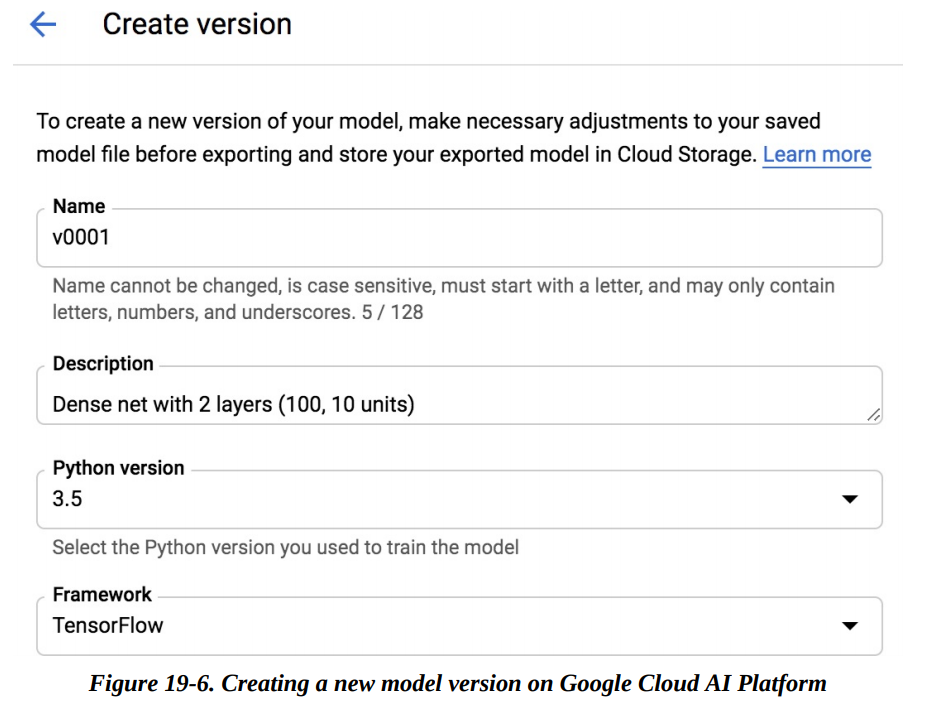 Create version
To create a new version of your model, make necessary adjustments to your saved
model file before exporting and store your exported model in Cloud Storage. Learn more
Name
v0001
Name cannot be changed, is case sensitive, must start with a letter, and may only contain
letters, numbers, and underscores. 5 / 128
Description
Dense net with 2 layers (100, 10 units)
Python version
3.5
Select the Python version you used to train the model
Framework
TensorFlow
Figure 19-6. Creating a new model version on Google Cloud AI Platform